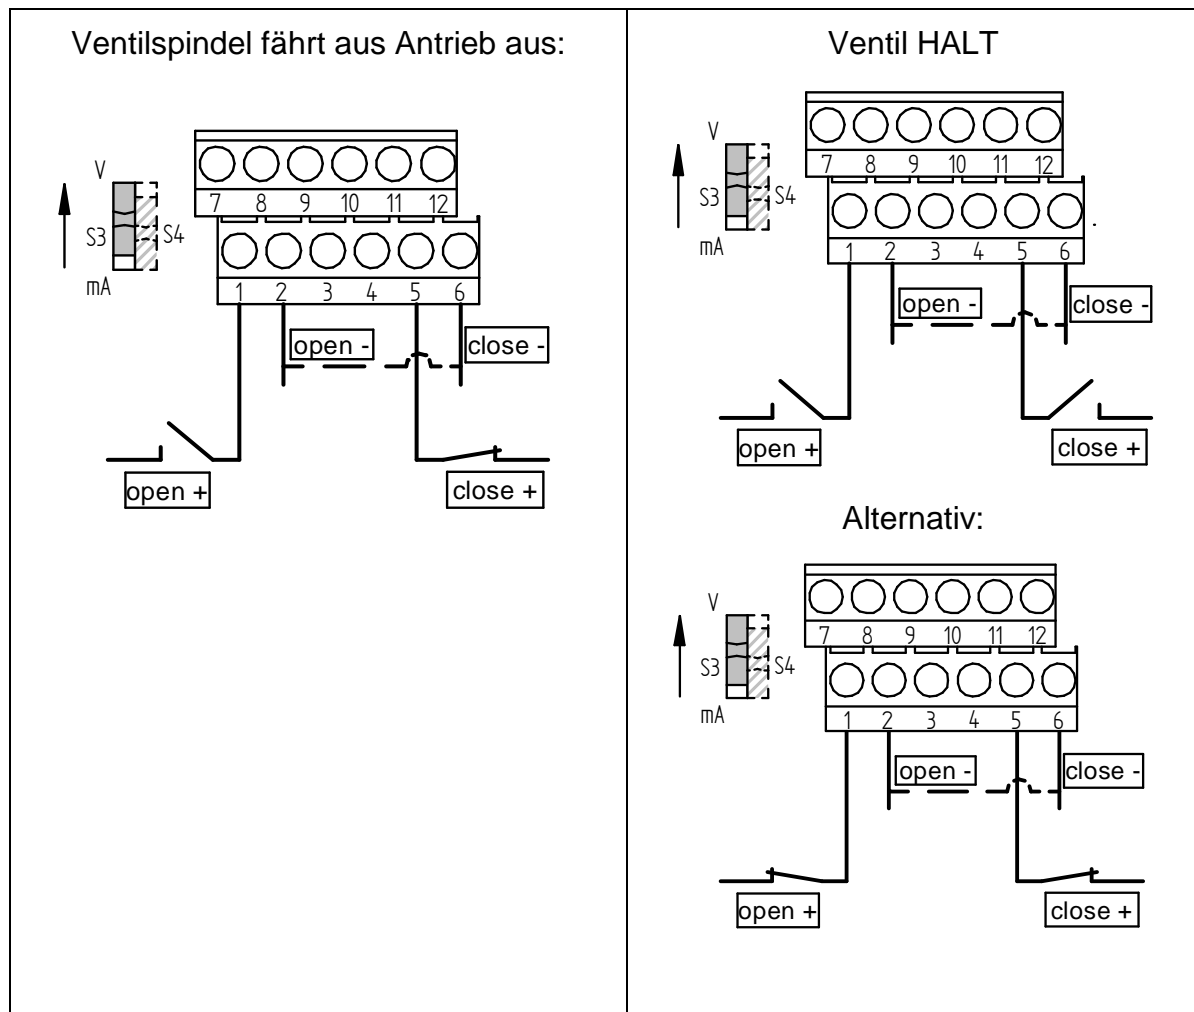 Ventilspindel fährt aus Antrieb aus:
V
S3 S4
mA
7 8 9 10 11 12
1 2 3 4 5 6
open - close -
open + close +
Ventil HALT
V
S3 S4
mA
7 8 9 10 11 12
.
1 2 3 4 5 6
open - close -
open + close +
Alternativ:
V
S3 S4
mA
7 8 9 10 11 12
1 2 3 4 5 6
open - close -
open + close +